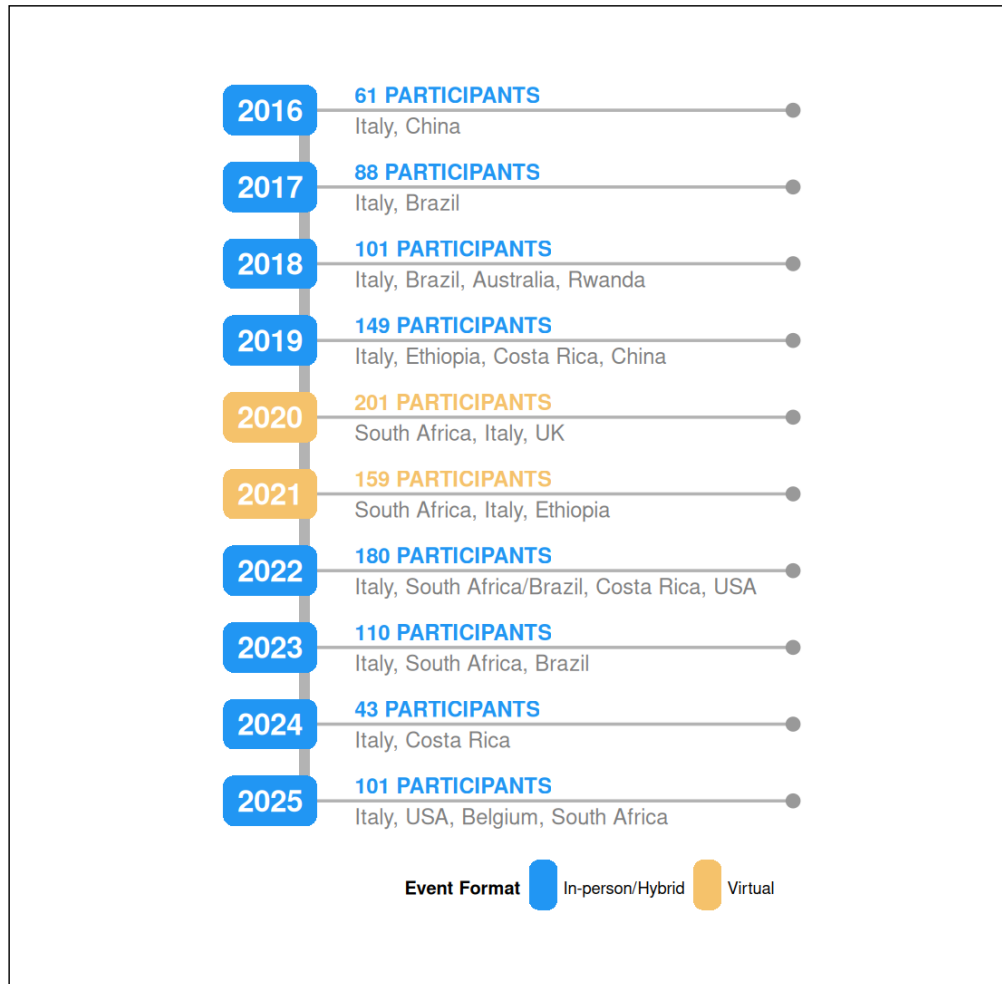 2016
61 PARTICIPANTS
Italy, China
2017
88 PARTICIPANTS
Italy, Brazil
2018
101 PARTICIPANTS
Italy, Brazil, Australia, Rwanda
2019
149 PARTICIPANTS
Italy, Ethiopia, Costa Rica, China
2020
201 PARTICIPANTS
South Africa, Italy, UK
2021
159 PARTICIPANTS
South Africa, Italy, Ethiopia
2022
180 PARTICIPANTS
Italy, South Africa/Brazil, Costa Rica, USA
2023
110 PARTICIPANTS
Italy, South Africa, Brazil
2024
43 PARTICIPANTS
Italy, Costa Rica
2025
101 PARTICIPANTS
Italy, USA, Belgium, South Africa
Event Format In-person/Hybrid Virtual